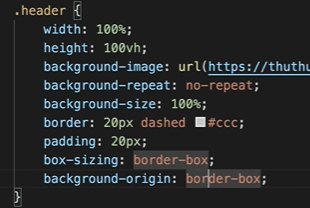 .header {
width: 100%;
height: 100vh;
background-image: url(https://thuthu
background-repeat: no-repeat;
background-size: 100%;
border: 20px dashed #ccc;
padding: 20px;
box-sizing: border-box;
background-origin: border-box;
}